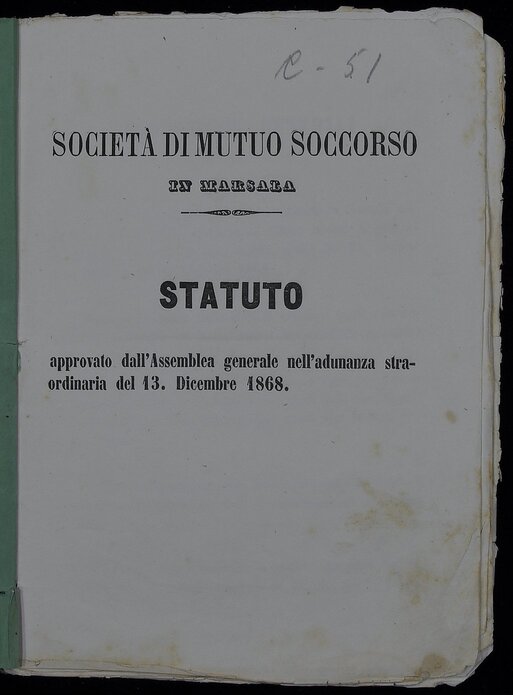 C - 51
SOCIETÀ DI MUTUO SOCCORSO
IN MARSALA
STATUTO
approvato dall'Assemblea generale nell'adunanza stra-
ordinaria del 13. Dicembre 1868.